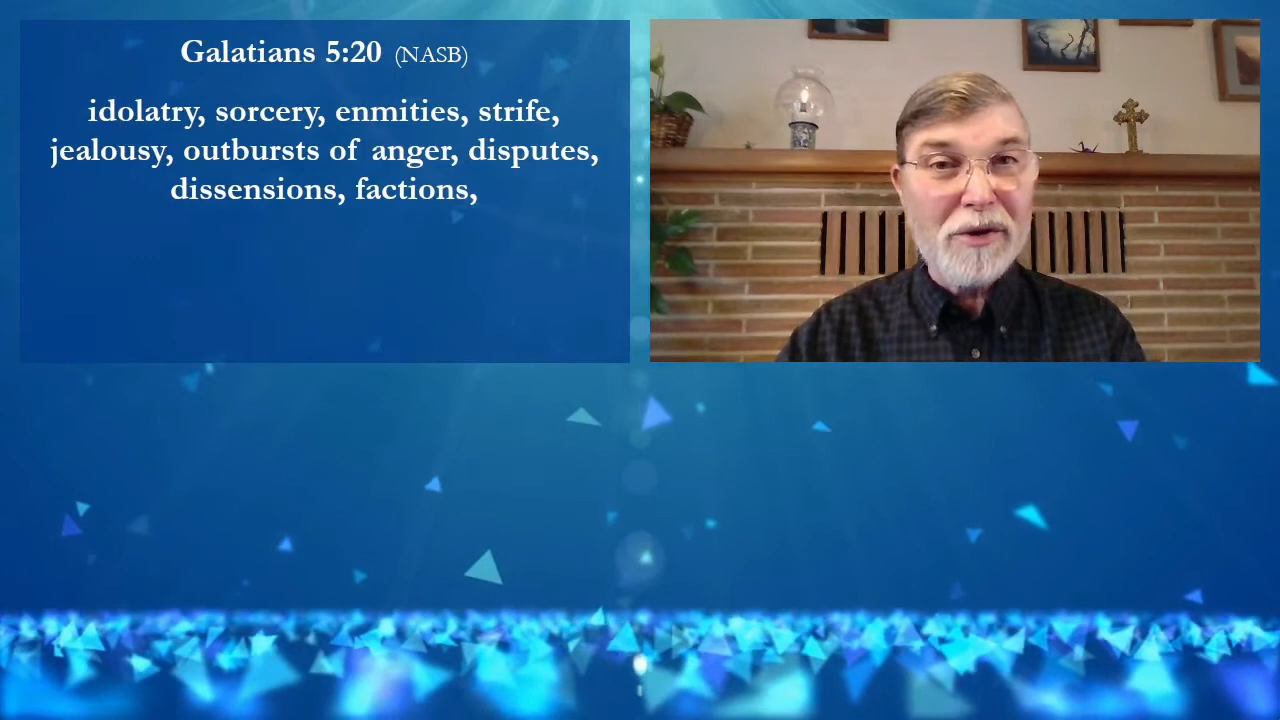 Galatians 5:20 (NASB)
idolatry, sorcery, enmities, strife,
jealousy, outbursts of anger, disputes,
dissensions, factions,